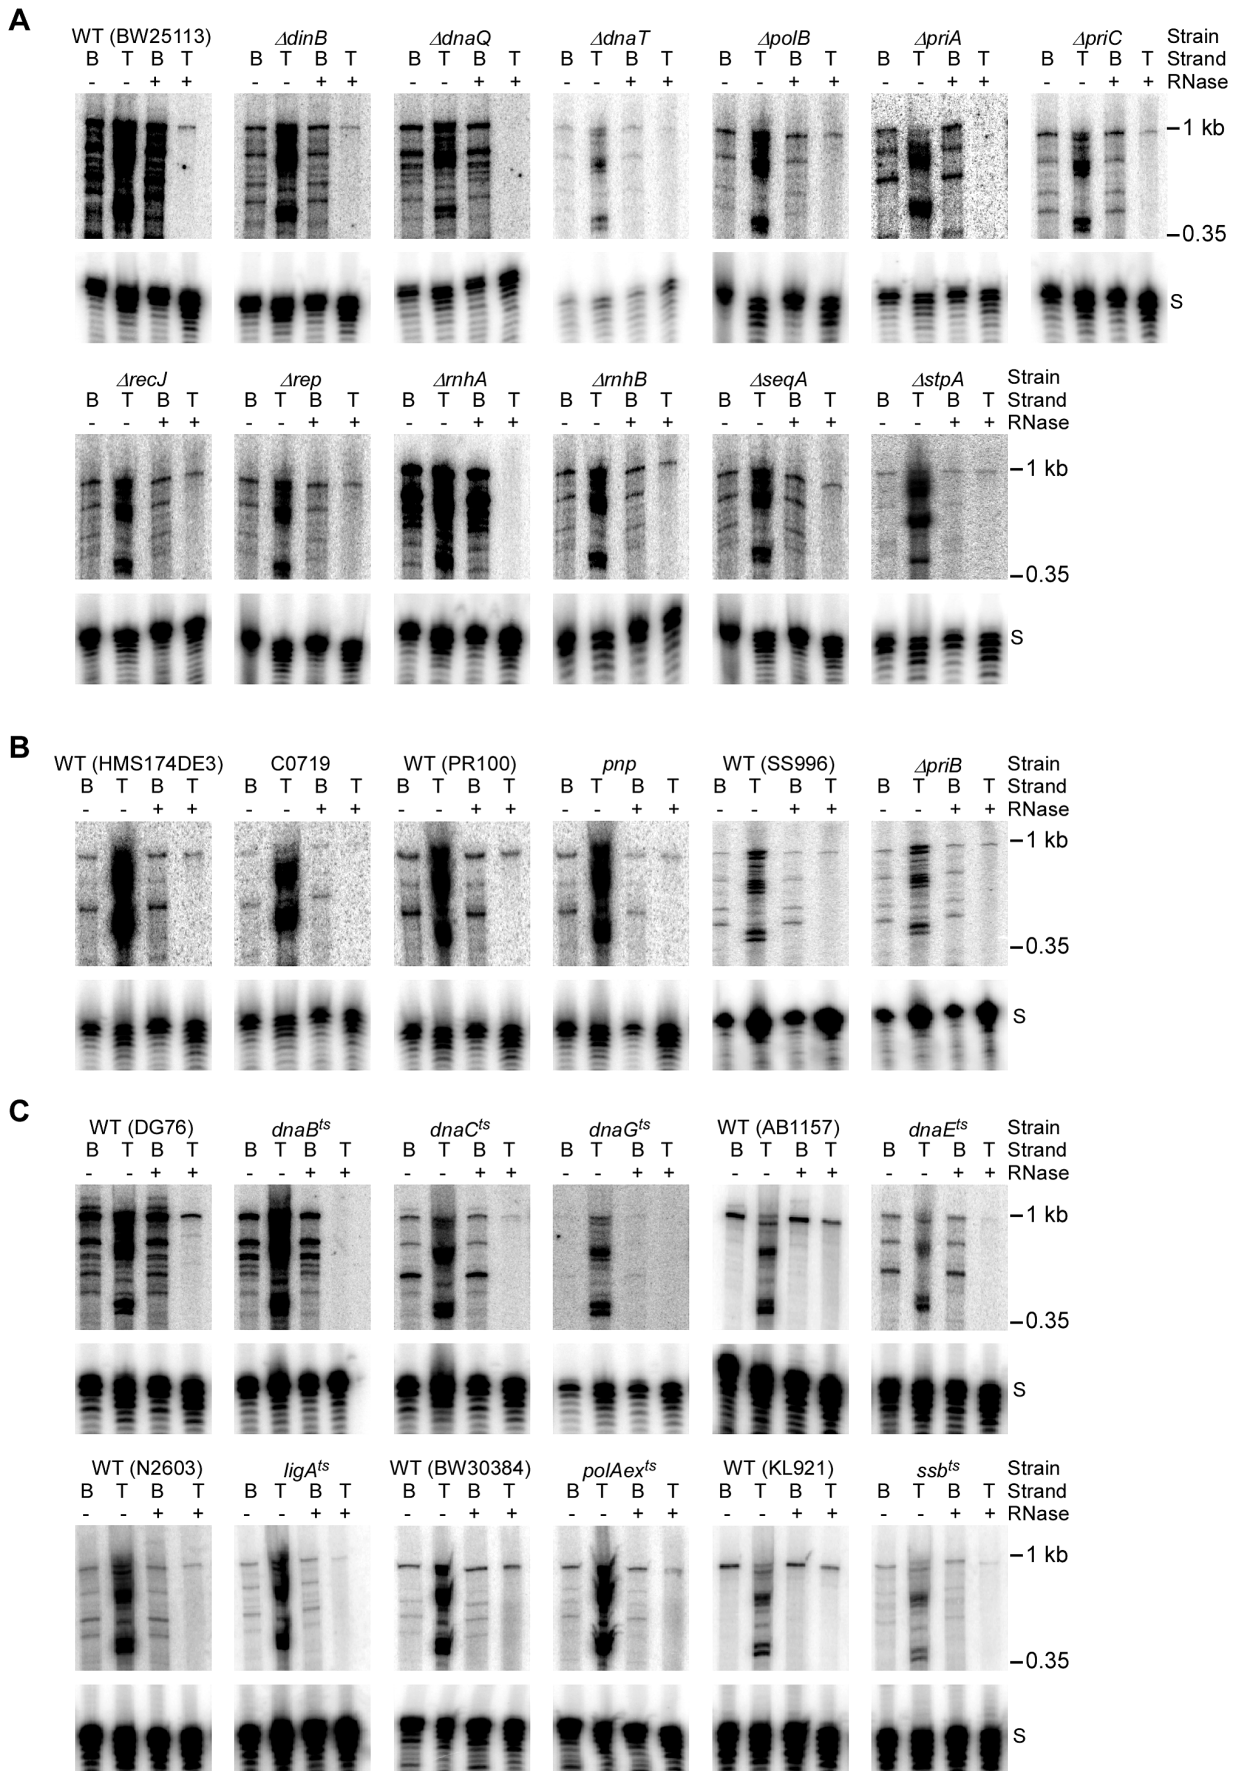 A
WT (BW25113) ΔdinB ΔdnaQ ΔdnaT ΔpolB ΔpriA ΔpriC Strain
B T B T B T B T B T B T B T B T B T B T B T B T B T B T Strand
- - + + - - + + - - + + - - + + - - + + - - + + - - + + RNase
–1 kb
–0.35
S
ΔrecJ Δrep ΔrnhA ΔrnhB ΔseqA ΔstpA Strain
B T B T B T B T B T B T B T B T B T B T B T B T Strand
- - + + - - + + - - + + - - + + - - + + - - + + RNase
–1 kb
–0.35
S
B
WT (HMS174DE3) C0719 WT (PR100) pnp WT (SS996) ΔpriB Strain
B T B T B T B T B T B T B T B T B T B T B T B T Strand
- - + + - - + + - - + + - - + + - - + + - - + + RNase
–1 kb
–0.35
S
C
WT (DG76) dnaBts dnaCts dnaGts WT (AB1157) dnaEts Strain
B T B T B T B T B T B T B T B T B T B T B T B T Strand
- - + + - - + + - - + + - - + + - - + + - - + + RNase
–1 kb
–0.35
S
WT (N2603) ligAts WT (BW30384) polAexts WT (KL921) ssbts Strain
B T B T B T B T B T B T B T B T B T B T B T B T Strand
- - + + - - + + - - + + - - + + - - + + - - + + RNase
–1 kb
–0.35
S